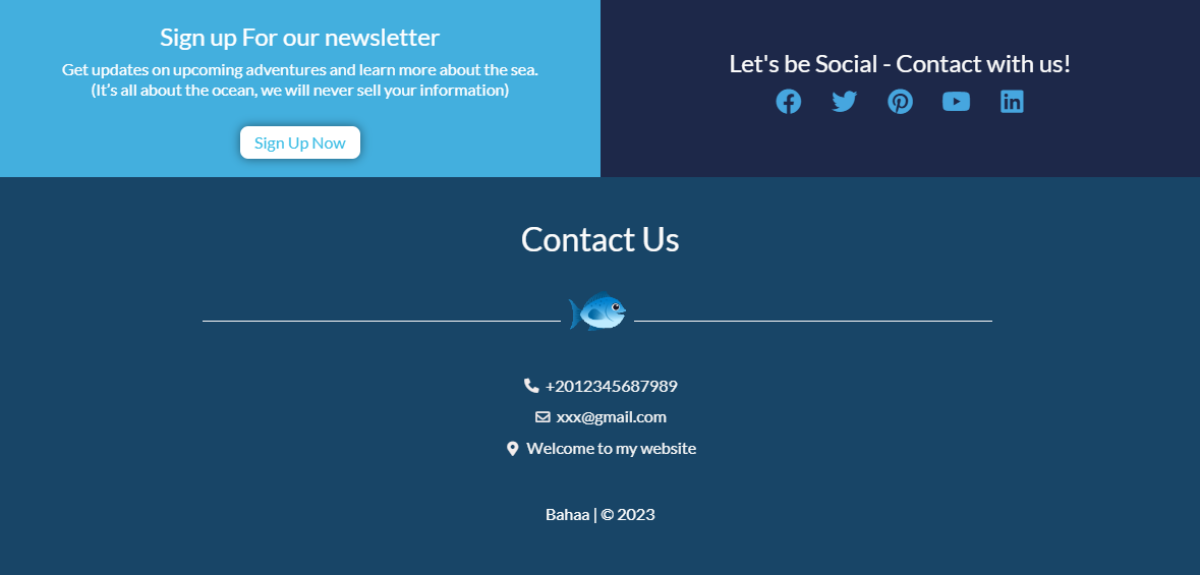 Sign up For our newsletter
Get updates on upcoming adventures and learn more about the sea.
(It's all about the ocean, we will never sell your information)
Sign Up Now
Let's be Social - Contact with us!
Contact Us
+2012345687989
xxx@gmail.com
Welcome to my website
Bahaa | © 2023